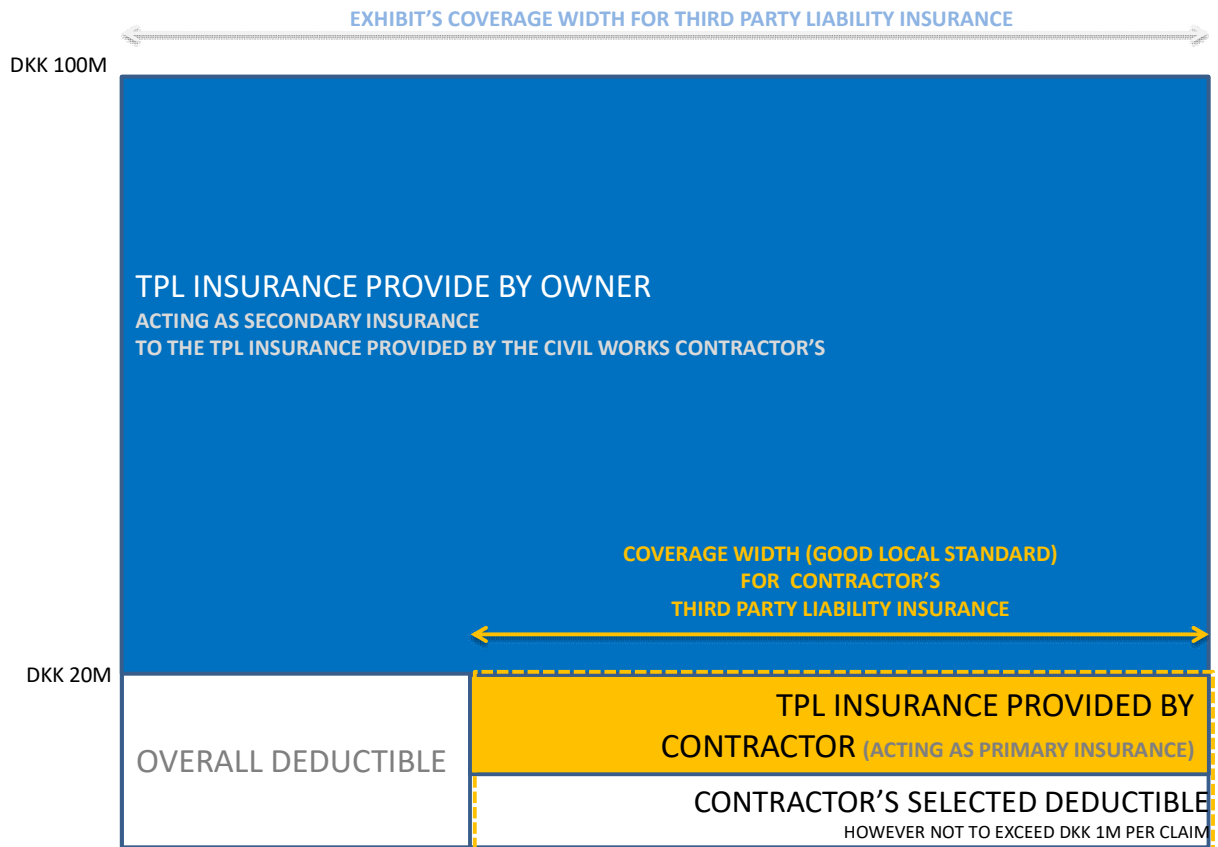 EXHIBIT'S COVERAGE WIDTH FOR THIRD PARTY LIABILITY INSURANCE
DKK 100M
TPL INSURANCE PROVIDE BY OWNER
ACTING AS SECONDARY INSURANCE
TO THE TPL INSURANCE PROVIDED BY THE CIVIL WORKS CONTRACTOR'S
COVERAGE WIDTH (GOOD LOCAL STANDARD)
FOR CONTRACTOR'S
THIRD PARTY LIABILITY INSURANCE
DKK 20M
TPL INSURANCE PROVIDED BY
CONTRACTOR (ACTING AS PRIMARY INSURANCE)
OVERALL DEDUCTIBLE
CONTRACTOR'S SELECTED DEDUCTIBLE
HOWEVER NOT TO EXCEED DKK 1M PER CLAIM